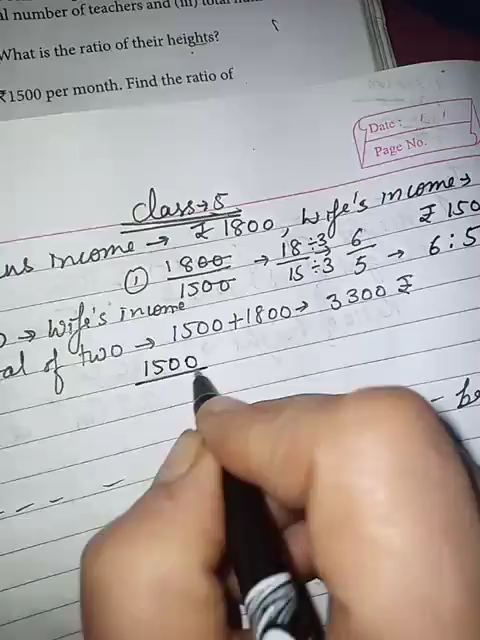 al number of teachers and (iii) total
What is the ratio of their heights?
₹1500 per month. Find the ratio of
Date :
Page No.
Class → 5
ns income → ₹ 1800, Wife's income →
₹ 150
① 1800/1500 → 18÷3/15÷3 6/5 → 6:5
→ Wife's income
al of two → 1500+1800 → 3300 ₹
1500